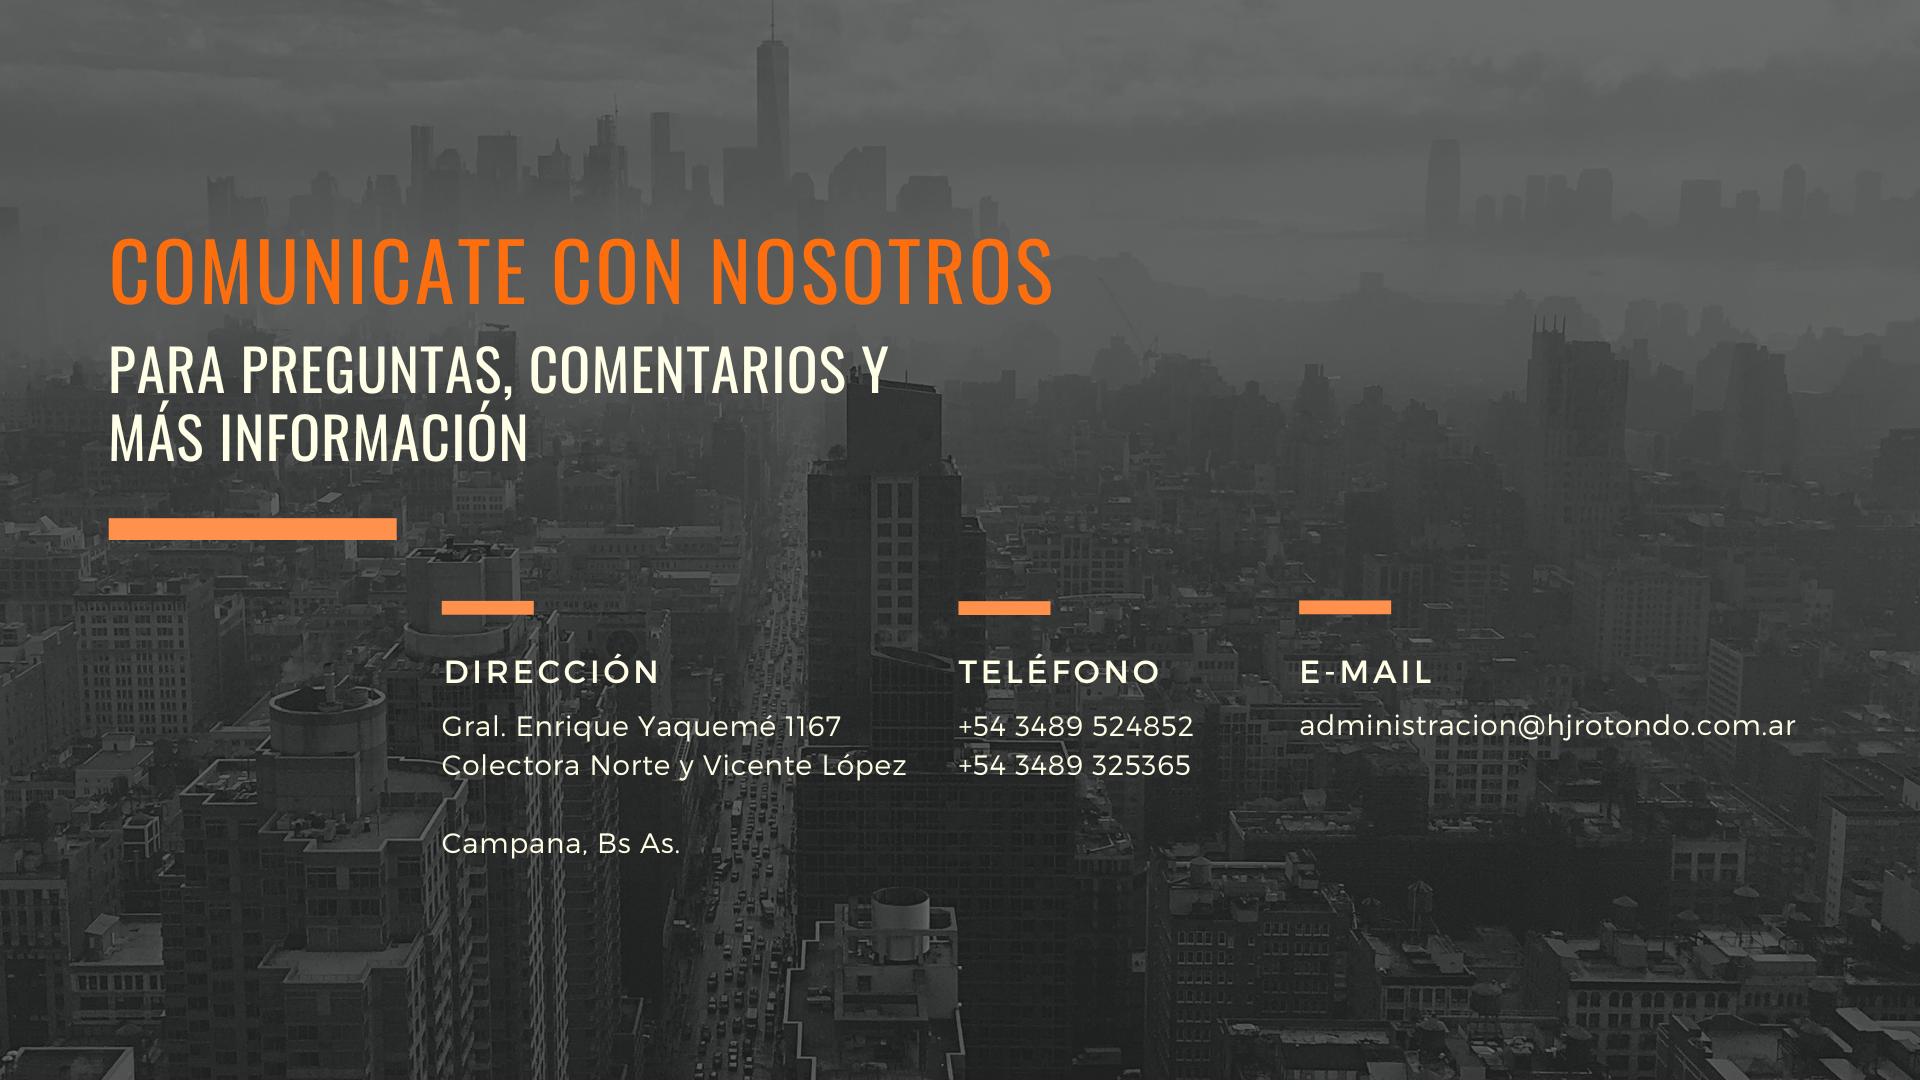 COMUNICATE CON NOSOTROS
PARA PREGUNTAS, COMENTARIOS Y
MÁS INFORMACIÓN
DIRECCIÓN
Gral. Enrique Yaquemé 1167
Colectora Norte y Vicente López
Campana, Bs As.
TELÉFONO
+54 3489 524852
+54 3489 325365
E-MAIL
administracion@hjrotondo.com.ar